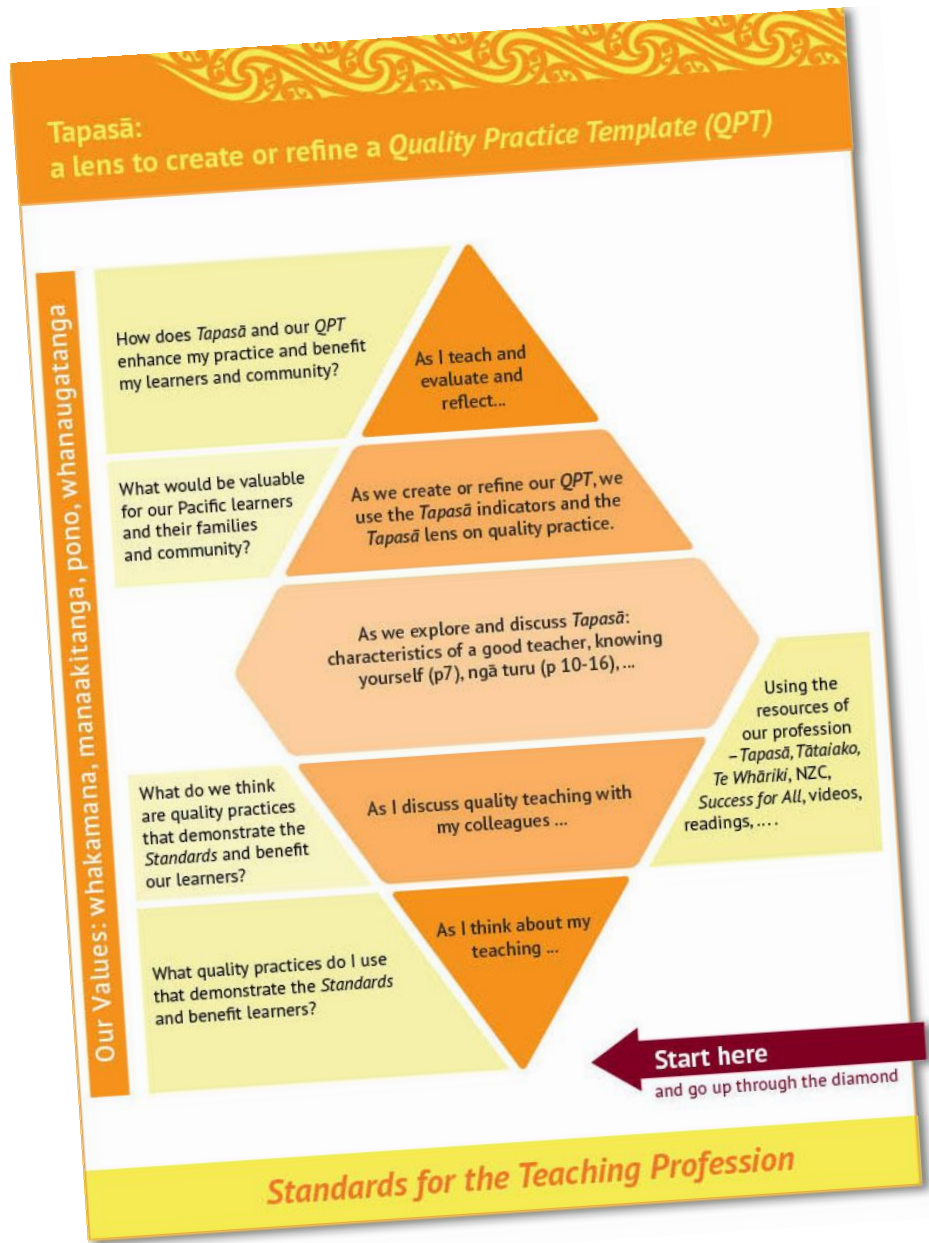 Tapasā:
a lens to create or refine a Quality Practice Template (QPT)
Our Values: whakamana, manaakitanga, pono, whanaugatanga
How does Tapasā and our QPT
enhance my practice and benefit
my learners and community?
As I teach and
evaluate and
reflect...
What would be valuable
for our Pacific learners
and their families
and community?
As we create or refine our QPT, we
use the Tapasā indicators and the
Tapasā lens on quality practice.
As we explore and discuss Tapasā:
characteristics of a good teacher, knowing
yourself (p7), ngā turu (p 10-16), ...
Using the
resources of
our profession
– Tapasā, Tātaiako,
Te Whāriki, NZC,
Success for All, videos,
readings, ... .
What do we think
are quality practices
that demonstrate the
Standards and benefit
our learners?
As I discuss quality teaching with
my colleagues ...
As I think about my
teaching ...
What quality practices do I use
that demonstrate the Standards
and benefit learners?
Start here
and go up through the diamond
Standards for the Teaching Profession